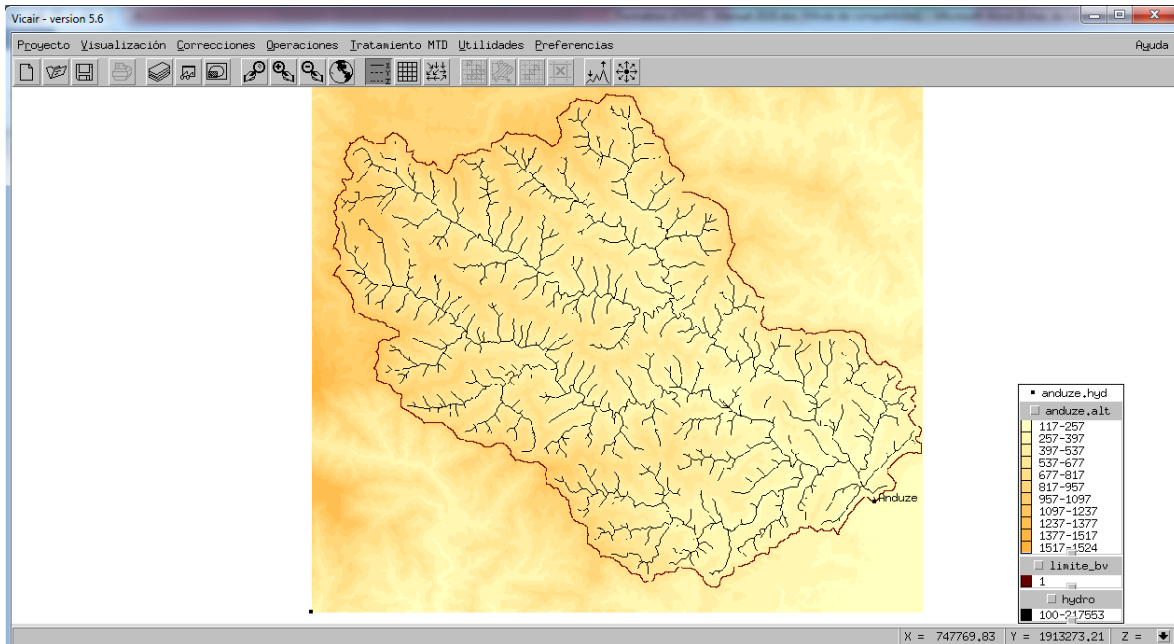 Vicair - version 5.6
Proyecto Visualización Correcciones Operaciones Tratamiento MTD Utilidades Preferencias Ayuda
Anduze
anduze.hyd
anduze.alt
117-257
257-397
397-537
537-677
677-817
817-957
957-1097
1097-1237
1237-1377
1377-1517
1517-1524
limite_bv
1
hydro
100-217553
X = 747769.83 Y = 1913273.21 Z =